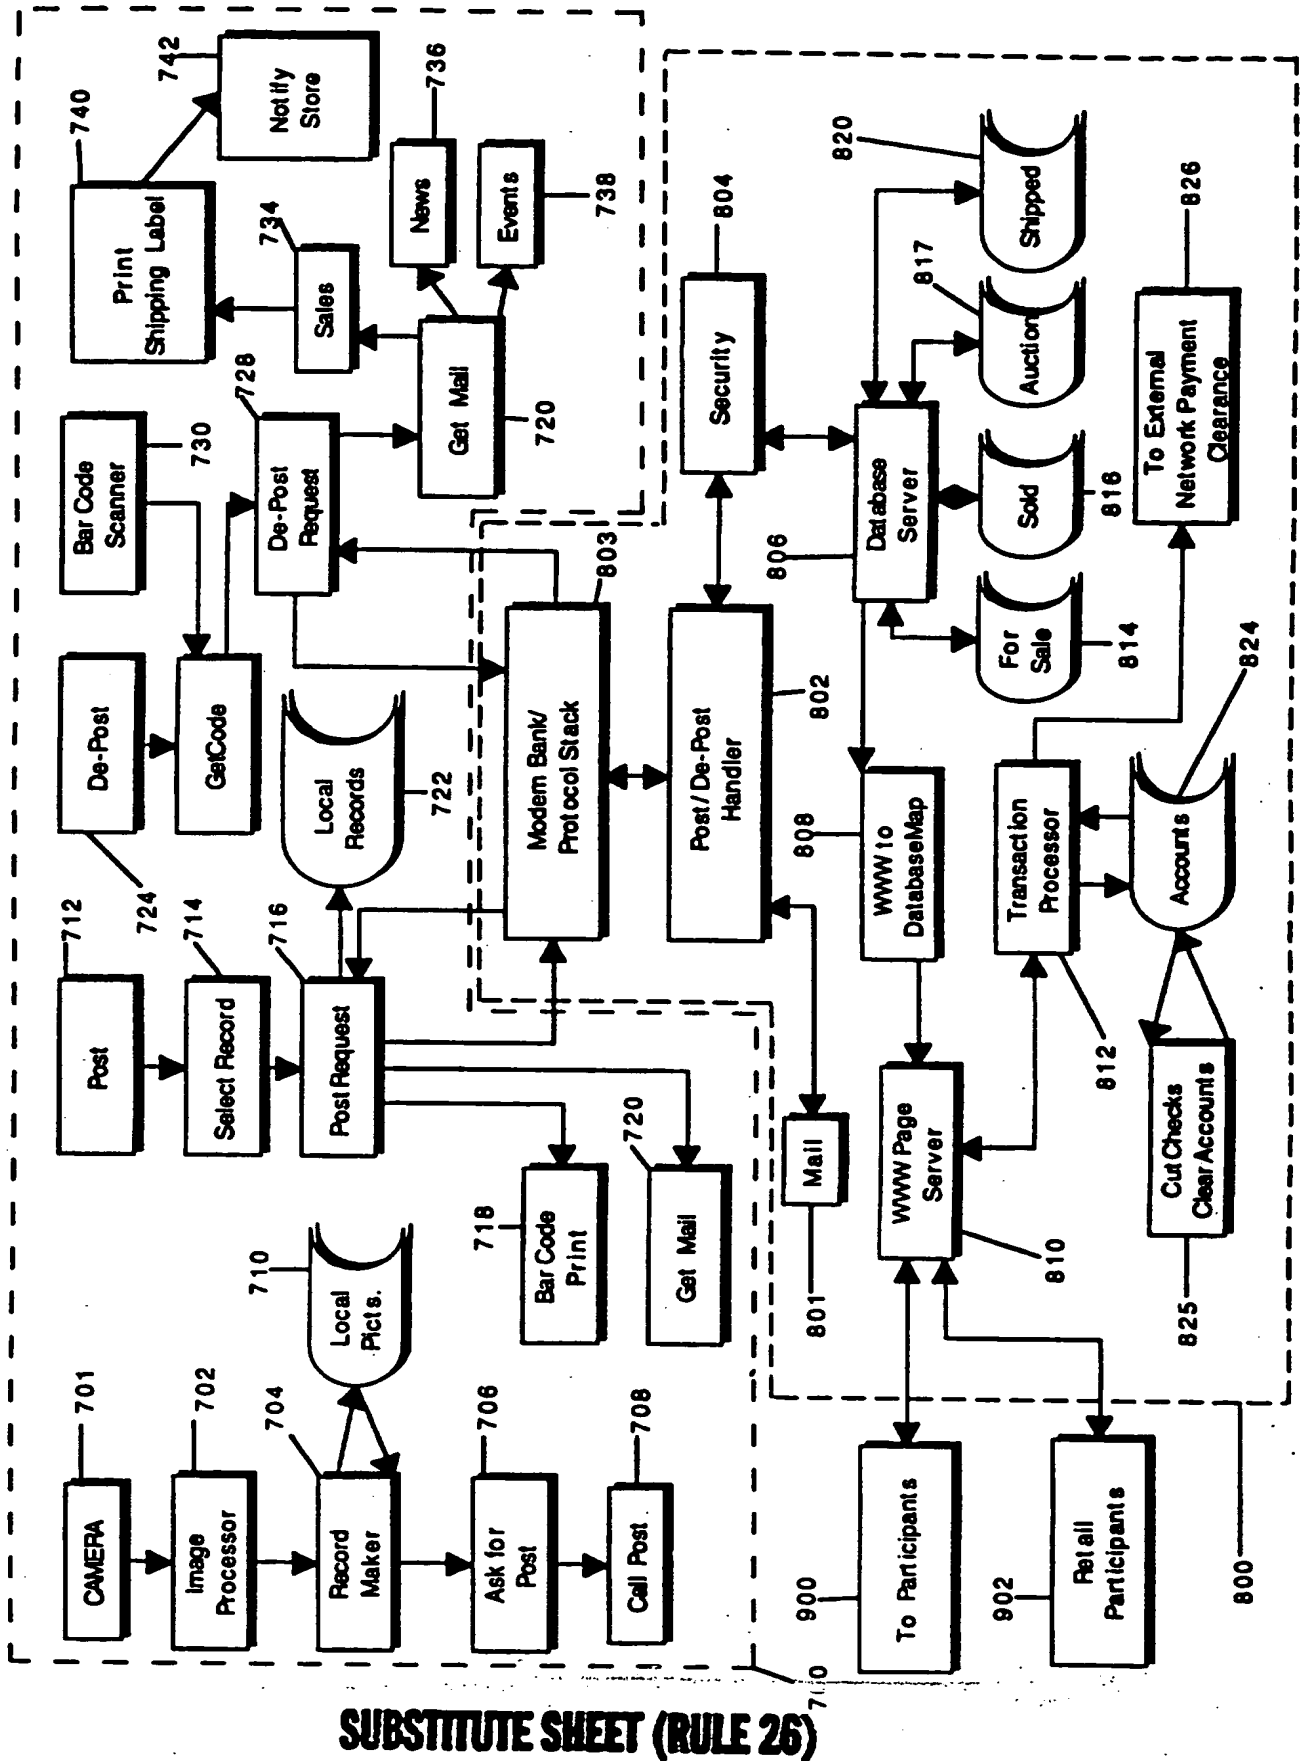 CAMERA
701
Image
Processor
702
Record
Maker
704
Local
Picts.
710
Ask for
Post
706
Call Post
708
Post
712
Select Record
714
Post Request
716
Bar Code
Print
718
Get Mail
720
Local
Records
722
De-Post
724
GetCode
Bar Code
Scanner
730
De-Post
Request
728
Get Mail
720
Sales
734
Print
Shipping Label
740
Notify
Store
742
News
736
Events
738
Modem Bank/
Protocol Stack
803
Post/De-Post
Handler
802
Security
804
Mail
801
Database
Server
806
WWW to
DatabaseMap
808
WWW Page
Server
810
For
Sale
814
Sold
816
Auction
817
Shipped
820
Transaction
Processor
812
Accounts
824
Cut Checks
Clear Accounts
825
To External
Network Payment
Clearance
826
To Participants
900
Retail
Participants
902
800
SUBSTITUTE SHEET (RULE 26)